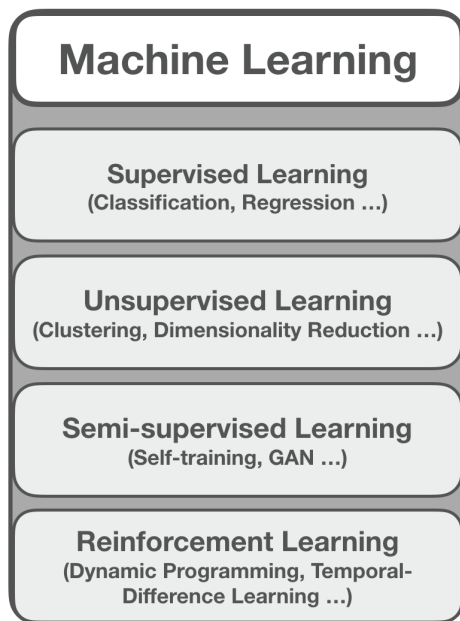 Machine Learning
Supervised Learning
(Classification, Regression ...)
Unsupervised Learning
(Clustering, Dimensionality Reduction ...)
Semi-supervised Learning
(Self-training, GAN ...)
Reinforcement Learning
(Dynamic Programming, Temporal-
Difference Learning ...)